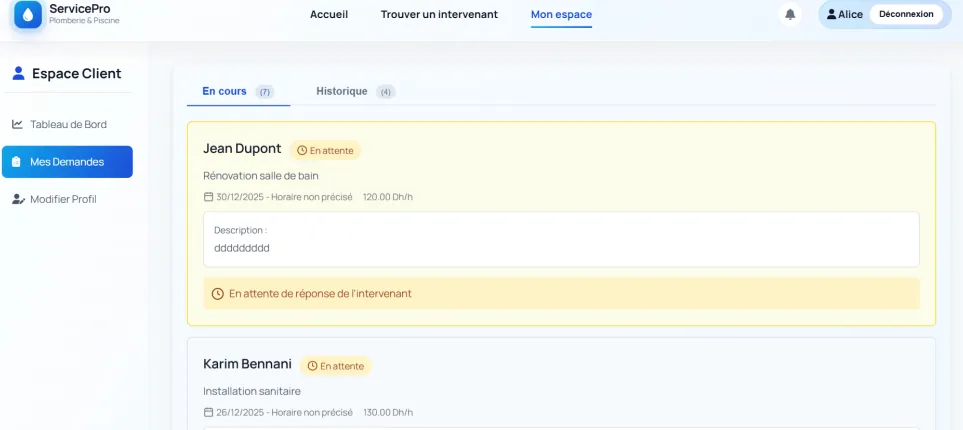 ServicePro
Plomberie & Piscine
Accueil
Trouver un intervenant
Mon espace
Alice
Déconnexion
Espace Client
Tableau de Bord
Mes Demandes
Modifier Profil
En cours (7)
Historique (4)
Jean Dupont En attente
Rénovation salle de bain
30/12/2025 - Horaire non précisé 120.00 Dh/h
Description :
ddddddddd
En attente de réponse de l'intervenant
Karim Bennani En attente
Installation sanitaire
26/12/2025 - Horaire non précisé 130.00 Dh/h